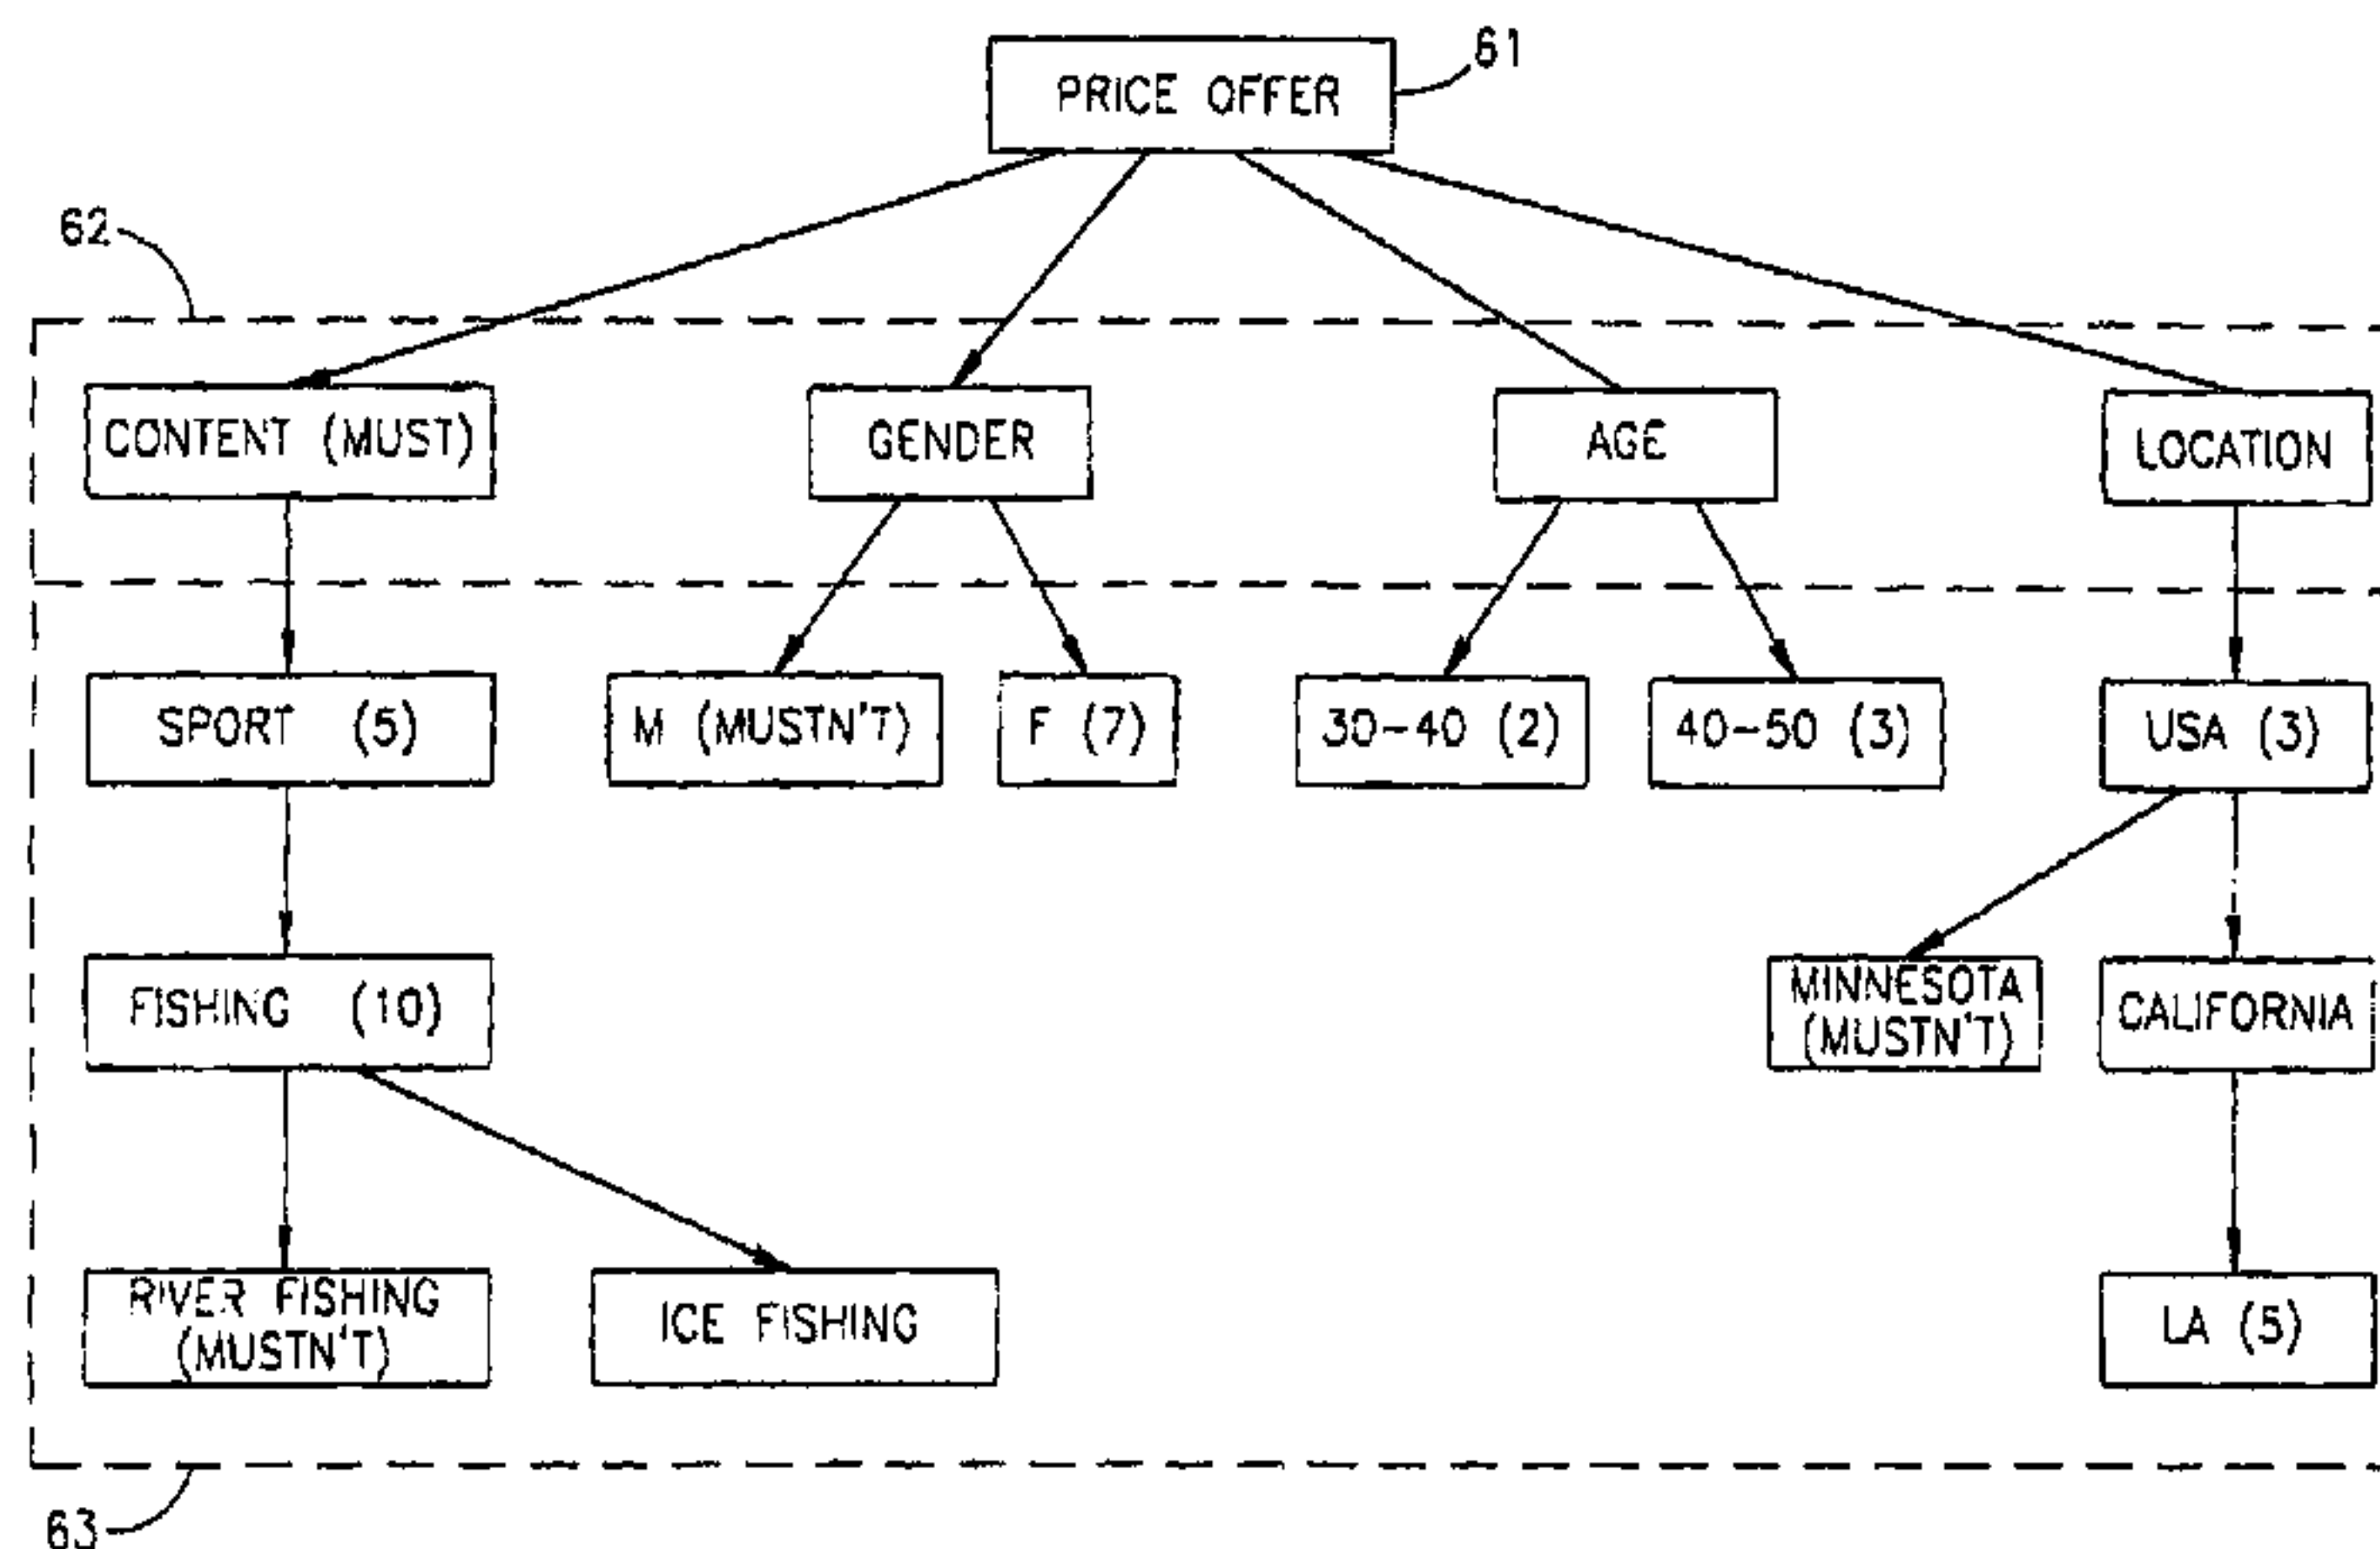 PRICE OFFER
61
62
CONTENT (MUST)
GENDER
AGE
LOCATION
SPORT (5)
M (MUSTN'T)
F (7)
30-40 (2)
40-50 (3)
USA (3)
FISHING (10)
MINNESOTA
(MUSTN'T)
CALIFORNIA
RIVER FISHING
(MUSTN'T)
ICE FISHING
LA (5)
63